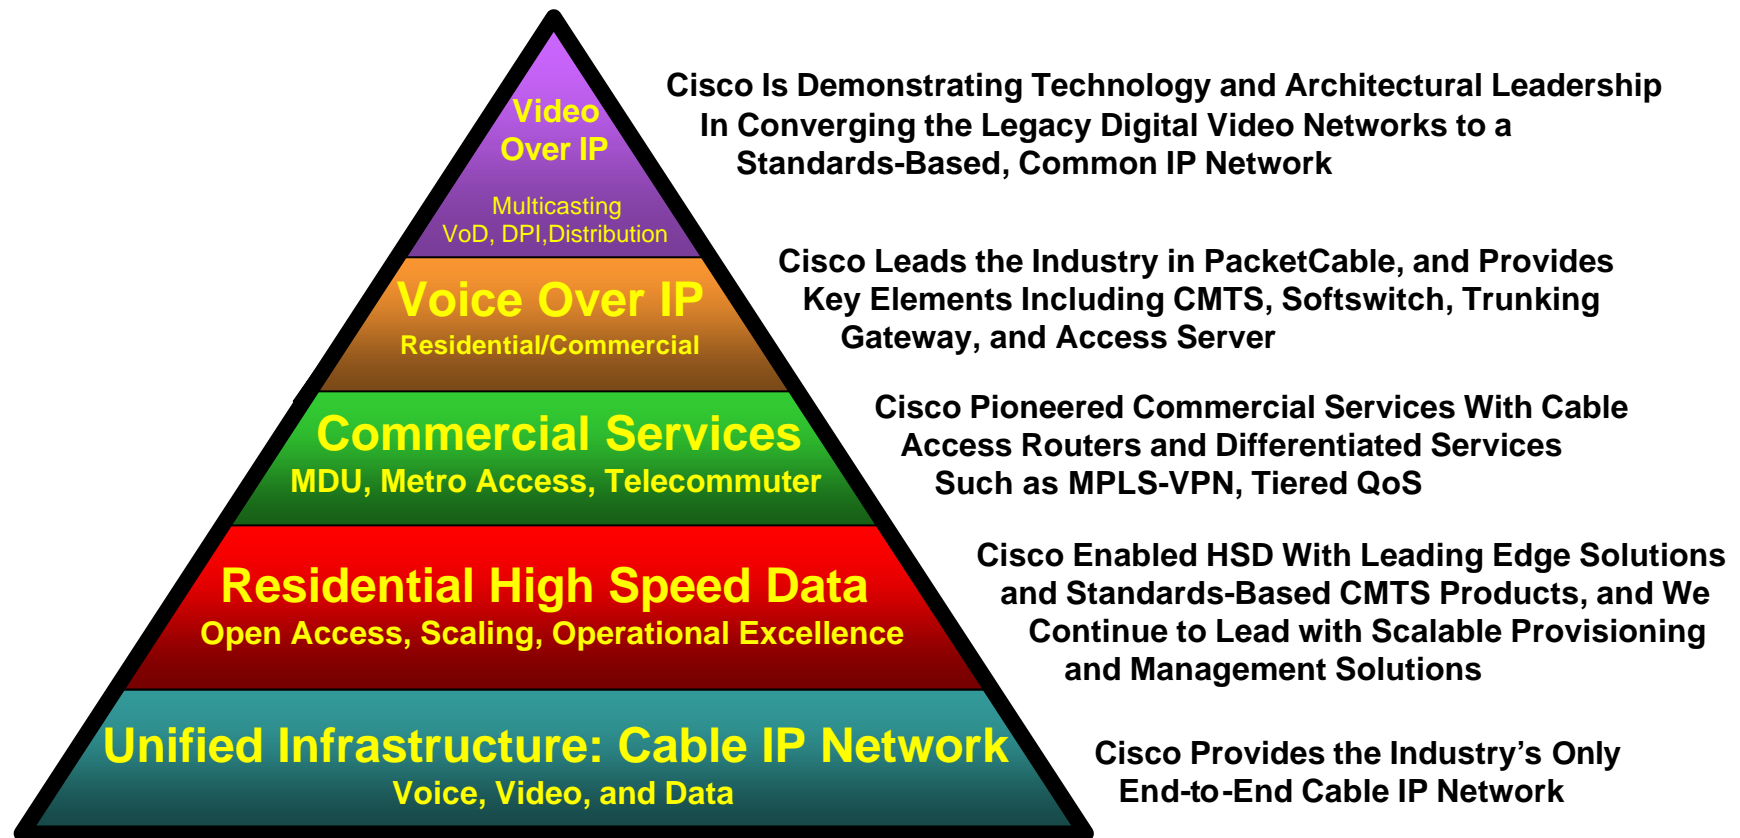 Video
Over IP
Multicasting
VoD, DPI,Distribution
Cisco Is Demonstrating Technology and Architectural Leadership
In Converging the Legacy Digital Video Networks to a
Standards-Based, Common IP Network
Voice Over IP
Residential/Commercial
Cisco Leads the Industry in PacketCable, and Provides
Key Elements Including CMTS, Softswitch, Trunking
Gateway, and Access Server
Commercial Services
MDU, Metro Access, Telecommuter
Cisco Pioneered Commercial Services With Cable
Access Routers and Differentiated Services
Such as MPLS-VPN, Tiered QoS
Residential High Speed Data
Open Access, Scaling, Operational Excellence
Cisco Enabled HSD With Leading Edge Solutions
and Standards-Based CMTS Products, and We
Continue to Lead with Scalable Provisioning
and Management Solutions
Unified Infrastructure: Cable IP Network
Voice, Video, and Data
Cisco Provides the Industry’s Only
End-to-End Cable IP Network